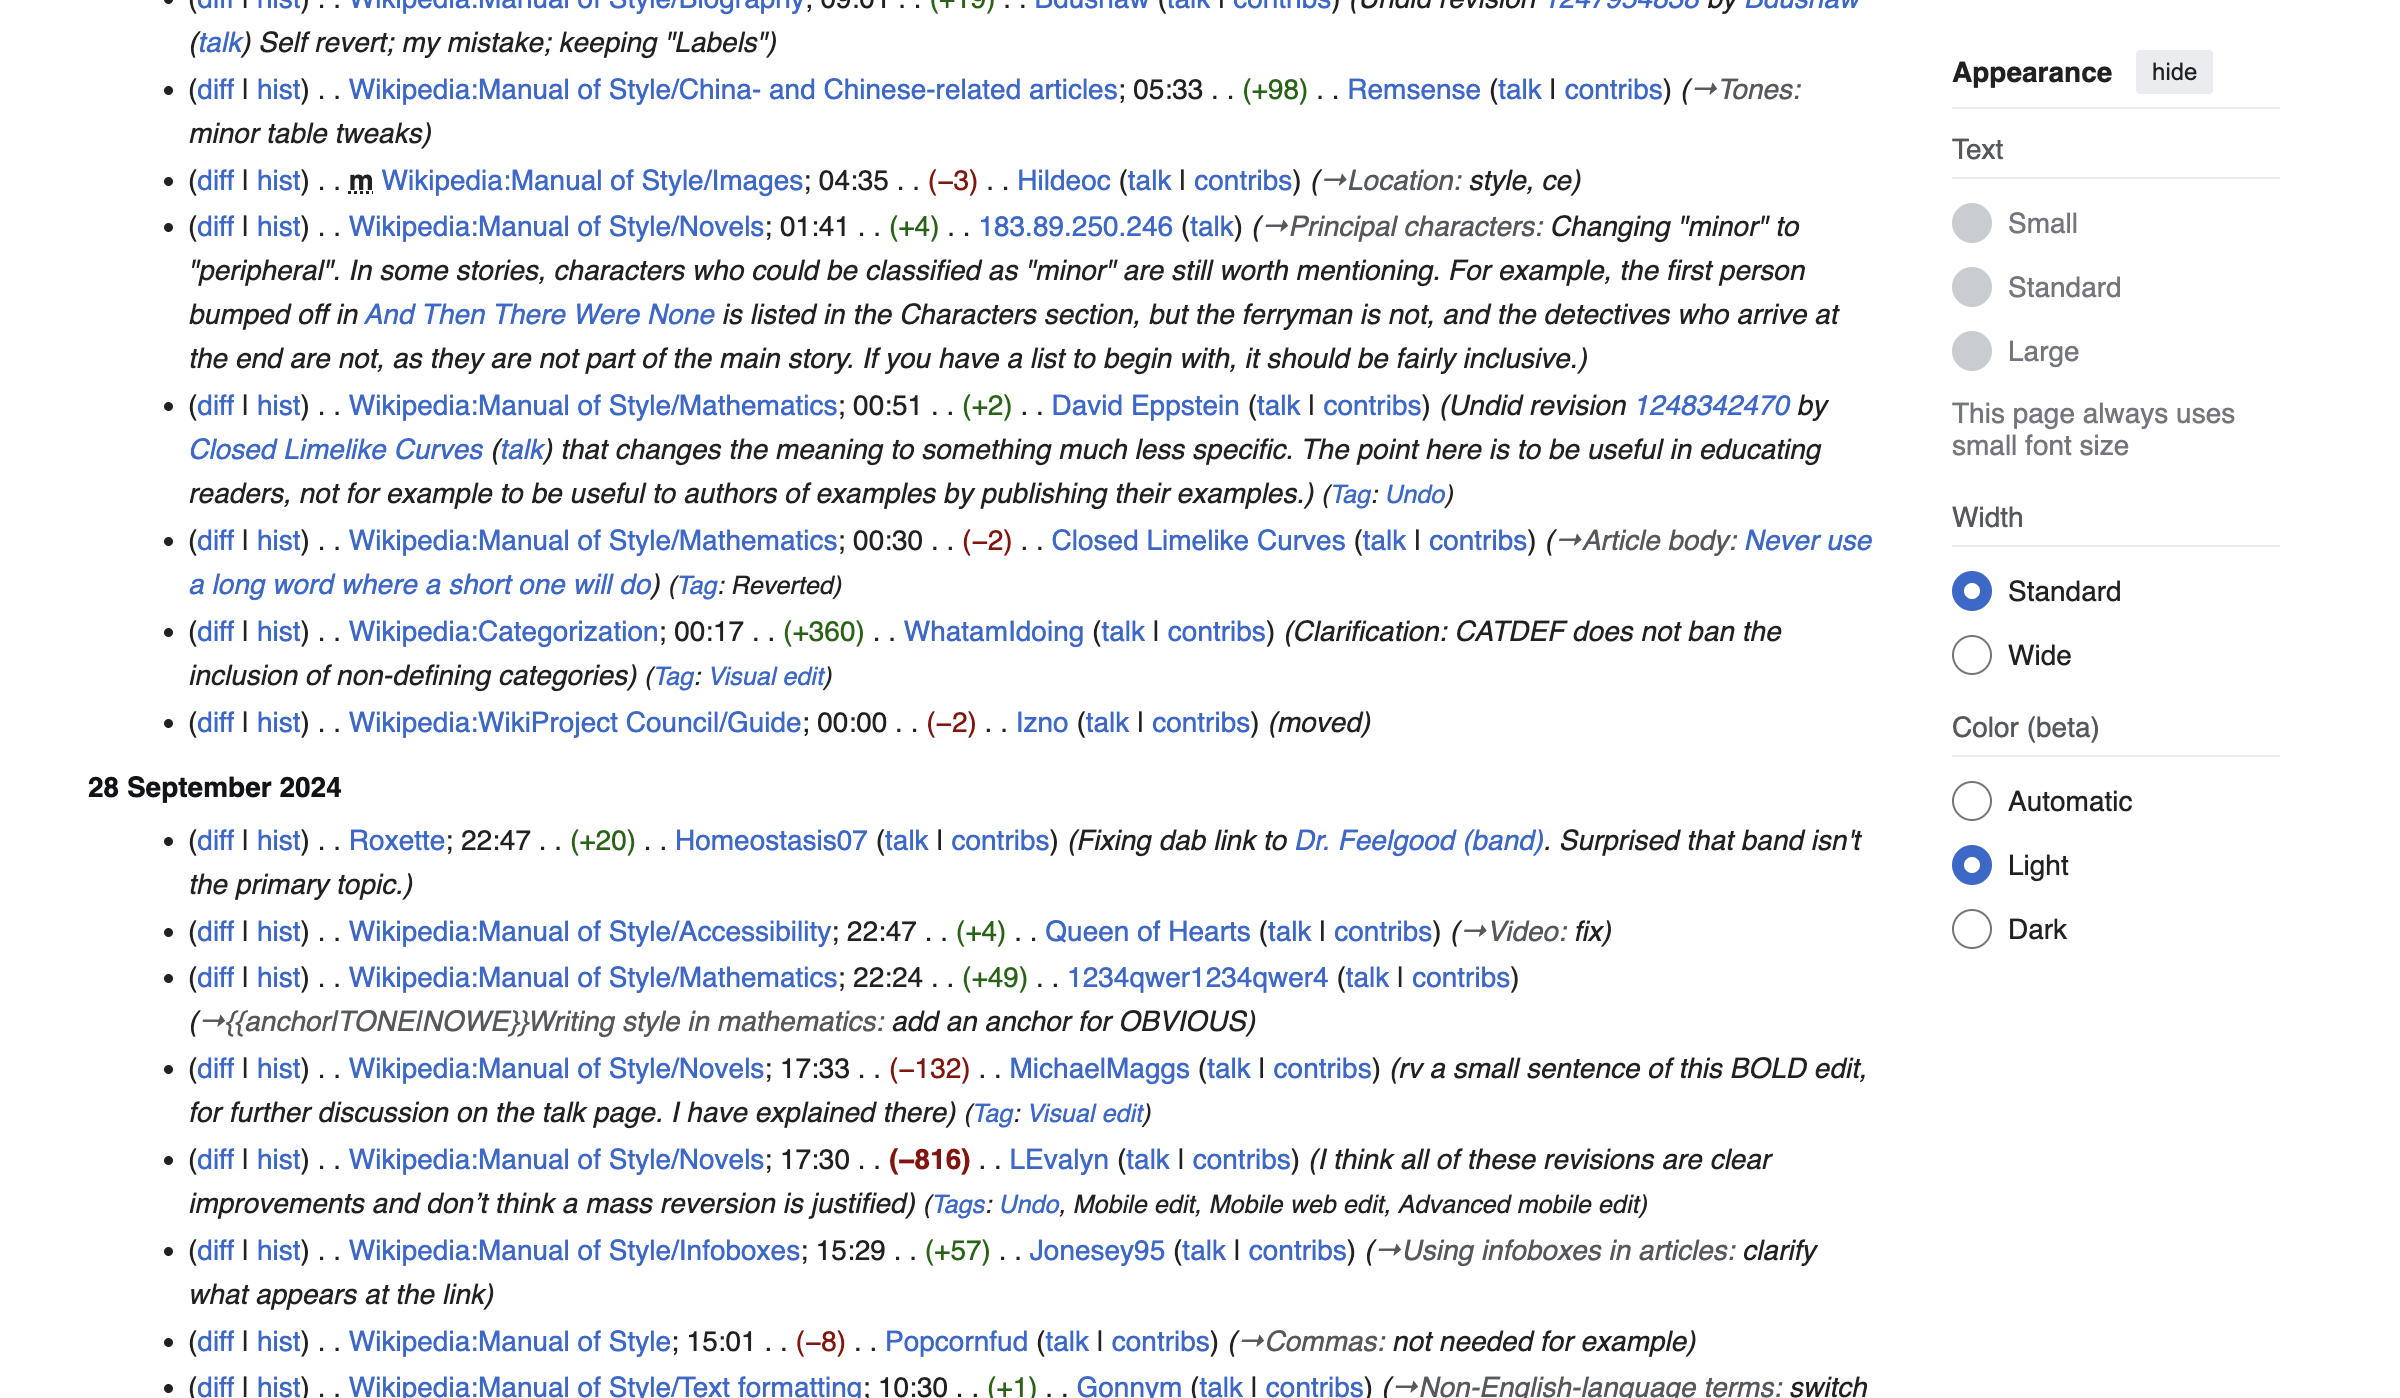 (diff | hist) . . Wikipedia:Manual of Style/Biography; 09:01 . . (+19) . . Bdushaw (talk | contribs) (Undid revision 1247954838 by Bdushaw
(talk) Self revert; my mistake; keeping "Labels")
• (diff | hist) . . Wikipedia:Manual of Style/China- and Chinese-related articles; 05:33 . . (+98) . . Remsense (talk | contribs) (→Tones:
minor table tweaks)
• (diff | hist) . . m Wikipedia:Manual of Style/Images; 04:35 . . (−3) . . Hildeoc (talk | contribs) (→Location: style, ce)
• (diff | hist) . . Wikipedia:Manual of Style/Novels; 01:41 . . (+4) . . 183.89.250.246 (talk) (→Principal characters: Changing "minor" to
"peripheral". In some stories, characters who could be classified as "minor" are still worth mentioning. For example, the first person
bumped off in And Then There Were None is listed in the Characters section, but the ferryman is not, and the detectives who arrive at
the end are not, as they are not part of the main story. If you have a list to begin with, it should be fairly inclusive.)
• (diff | hist) . . Wikipedia:Manual of Style/Mathematics; 00:51 . . (+2) . . David Eppstein (talk | contribs) (Undid revision 1248342470 by
Closed Limelike Curves (talk) that changes the meaning to something much less specific. The point here is to be useful in educating
readers, not for example to be useful to authors of examples by publishing their examples.) (Tag: Undo)
• (diff | hist) . . Wikipedia:Manual of Style/Mathematics; 00:30 . . (−2) . . Closed Limelike Curves (talk | contribs) (→Article body: Never use
a long word where a short one will do) (Tag: Reverted)
• (diff | hist) . . Wikipedia:Categorization; 00:17 . . (+360) . . WhatamIdoing (talk | contribs) (Clarification: CATDEF does not ban the
inclusion of non-defining categories) (Tag: Visual edit)
• (diff | hist) . . Wikipedia:WikiProject Council/Guide; 00:00 . . (−2) . . Izno (talk | contribs) (moved)
28 September 2024
• (diff | hist) . . Roxette; 22:47 . . (+20) . . Homeostasis07 (talk | contribs) (Fixing dab link to Dr. Feelgood (band). Surprised that band isn't
the primary topic.)
• (diff | hist) . . Wikipedia:Manual of Style/Accessibility; 22:47 . . (+4) . . Queen of Hearts (talk | contribs) (→Video: fix)
• (diff | hist) . . Wikipedia:Manual of Style/Mathematics; 22:24 . . (+49) . . 1234qwer1234qwer4 (talk | contribs)
(→{{anchor|TONE|NOWE}}Writing style in mathematics: add an anchor for OBVIOUS)
• (diff | hist) . . Wikipedia:Manual of Style/Novels; 17:33 . . (−132) . . MichaelMaggs (talk | contribs) (rv a small sentence of this BOLD edit,
for further discussion on the talk page. I have explained there) (Tag: Visual edit)
• (diff | hist) . . Wikipedia:Manual of Style/Novels; 17:30 . . (−816) . . LEvalyn (talk | contribs) (I think all of these revisions are clear
improvements and don’t think a mass reversion is justified) (Tags: Undo, Mobile edit, Mobile web edit, Advanced mobile edit)
• (diff | hist) . . Wikipedia:Manual of Style/Infoboxes; 15:29 . . (+57) . . Jonesey95 (talk | contribs) (→Using infoboxes in articles: clarify
what appears at the link)
• (diff | hist) . . Wikipedia:Manual of Style; 15:01 . . (−8) . . Popcornfud (talk | contribs) (→Commas: not needed for example)
• (diff | hist) . . Wikipedia:Manual of Style/Text formatting; 10:30 . . (+1) . . Gonnym (talk | contribs) (→Non-English-language terms: switch
Appearance hide
Text
Small
Standard
Large
This page always uses
small font size
Width
Standard
Wide
Color (beta)
Automatic
Light
Dark